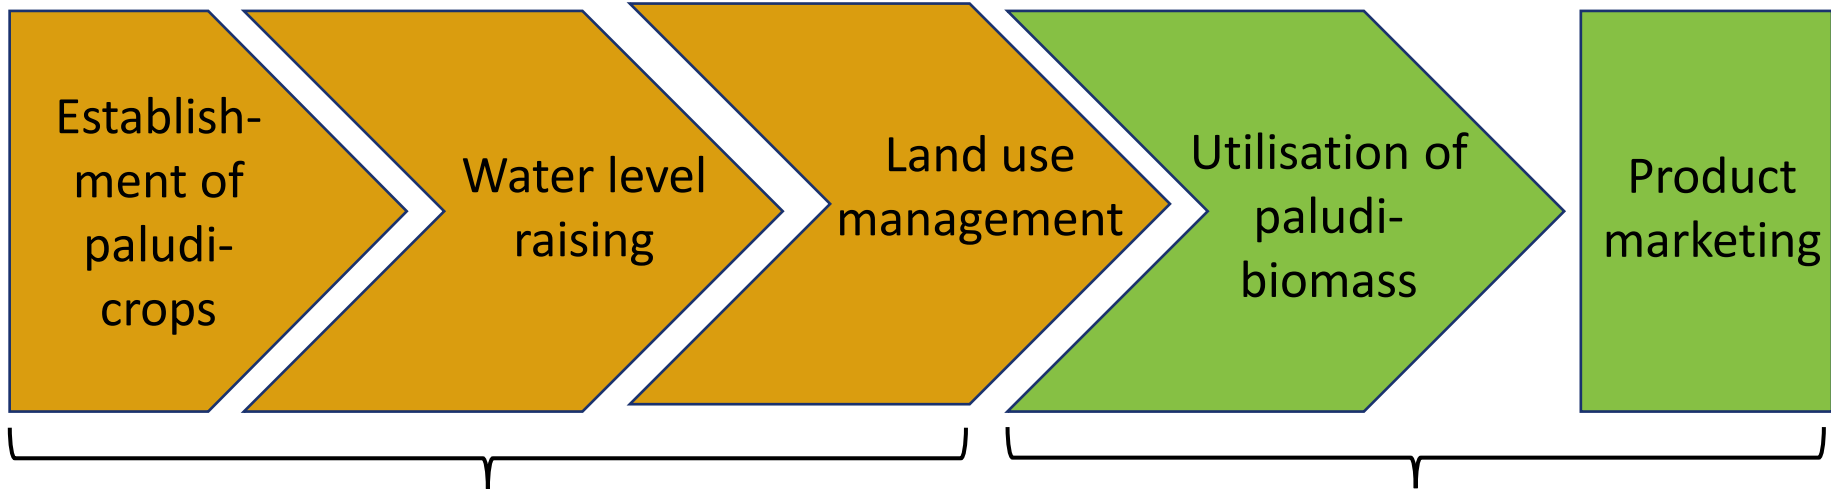 Establish-
ment of
paludi-
crops
Water level
raising
Land use
management
Utilisation of
paludi-
biomass
Product
marketing